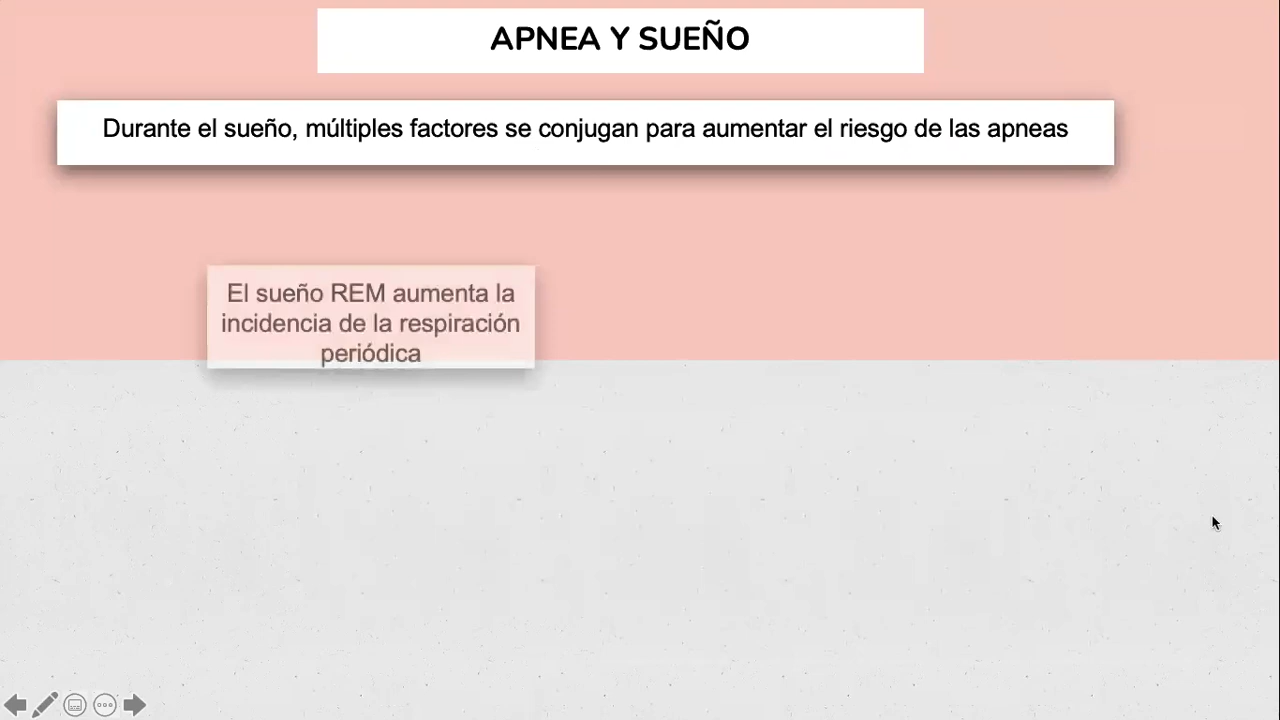 APNEA Y SUEÑO
Durante el sueño, múltiples factores se conjugan para aumentar el riesgo de las apneas
El sueño REM aumenta la
incidencia de la respiración
periódica